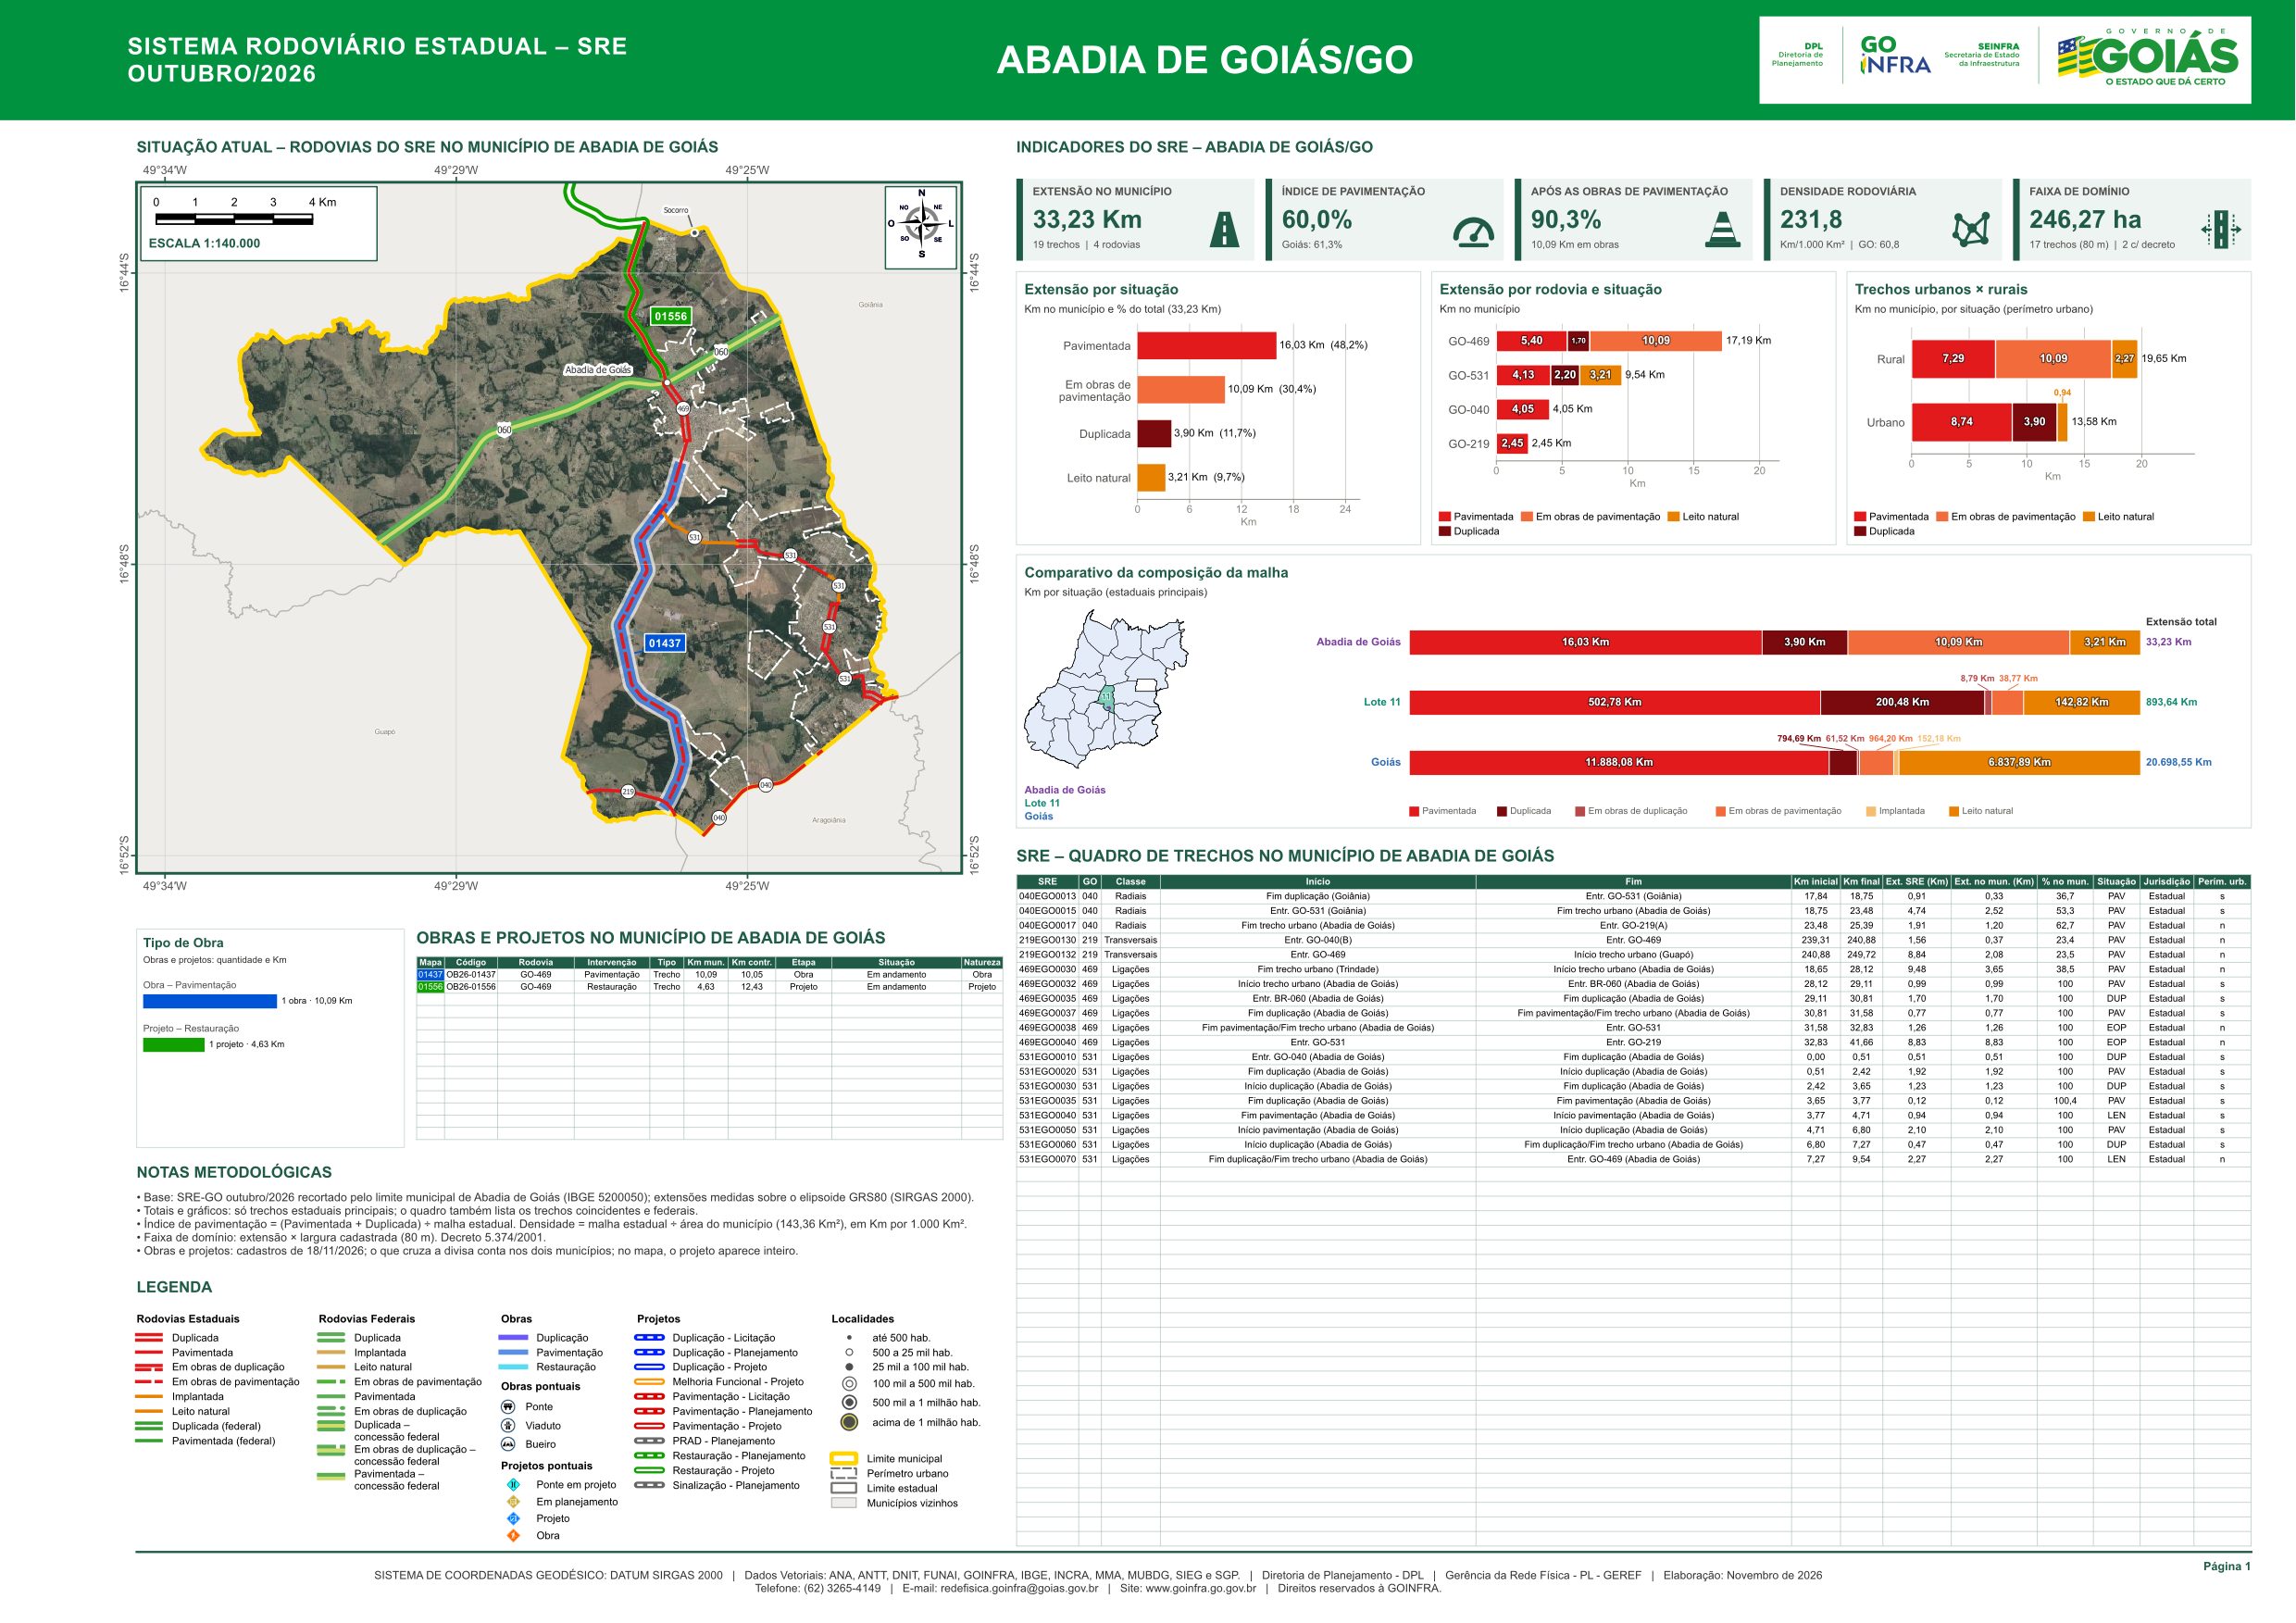 SISTEMA RODOVIÁRIO ESTADUAL – SRE
OUTUBRO/2026
ABADIA DE GOIÁS/GO
DPL
Diretoria de
Planejamento
GO
iNFRA
SEINFRA
Secretaria de Estado
da Infraestrutura
GOVERNO DE
GOIÁS
O ESTADO QUE DÁ CERTO
SITUAÇÃO ATUAL – RODOVIAS DO SRE NO MUNICÍPIO DE ABADIA DE GOIÁS
49°34'W 49°29'W 49°25'W
0 1 2 3 4 Km
ESCALA 1:140.000
N
NO NE
O L
SO SE
S
Socorro
16°44'S 16°44'S
Goiânia
01556
060
Abadia de Goiás
469
060
531
531
16°48'S 16°48'S
531
531
01437
531
Guapó
040
219
040
Aragoiânia
16°52'S 16°52'S
49°34'W 49°29'W 49°25'W
INDICADORES DO SRE – ABADIA DE GOIÁS/GO
EXTENSÃO NO MUNICÍPIO
33,23 Km
19 trechos | 4 rodovias
ÍNDICE DE PAVIMENTAÇÃO
60,0%
Goiás: 61,3%
APÓS AS OBRAS DE PAVIMENTAÇÃO
90,3%
10,09 Km em obras
DENSIDADE RODOVIÁRIA
231,8
Km/1.000 Km² | GO: 60,8
FAIXA DE DOMÍNIO
246,27 ha
17 trechos (80 m) | 2 c/ decreto
Extensão por situação
Km no município e % do total (33,23 Km)
Pavimentada 16,03 Km (48,2%)
Em obras de
pavimentação 10,09 Km (30,4%)
Duplicada 3,90 Km (11,7%)
Leito natural 3,21 Km (9,7%)
0 6 12 18 24
Km
Extensão por rodovia e situação
Km no município
GO-469 5,40 1,70 10,09 17,19 Km
GO-531 4,13 2,20 3,21 9,54 Km
GO-040 4,05 4,05 Km
GO-219 2,45 2,45 Km
0 5 10 15 20
Km
Pavimentada Em obras de pavimentação Leito natural
Duplicada
Trechos urbanos × rurais
Km no município, por situação (perímetro urbano)
Rural 7,29 10,09 2,27 19,65 Km
0,94
Urbano 8,74 3,90 13,58 Km
0 5 10 15 20
Km
Pavimentada Em obras de pavimentação Leito natural
Duplicada
Comparativo da composição da malha
Km por situação (estaduais principais)
Extensão total
Abadia de Goiás 16,03 Km 3,90 Km 10,09 Km 3,21 Km 33,23 Km
8,79 Km 38,77 Km
Lote 11 502,78 Km 200,48 Km 142,82 Km 893,64 Km
794,69 Km 61,52 Km 964,20 Km 152,18 Km
Goiás 11.888,08 Km 6.837,89 Km 20.698,55 Km
Abadia de Goiás
Lote 11
Goiás
Pavimentada Duplicada Em obras de duplicação Em obras de pavimentação Implantada Leito natural
SRE – QUADRO DE TRECHOS NO MUNICÍPIO DE ABADIA DE GOIÁS
SRE GO Classe Início Fim Km inicial Km final Ext. SRE (Km) Ext. no mun. (Km) % no mun. Situação Jurisdição Perím. urb.
040EGO0013 040 Radiais Fim duplicação (Goiânia) Entr. GO-531 (Goiânia) 17,84 18,75 0,91 0,33 36,7 PAV Estadual s
040EGO0015 040 Radiais Entr. GO-531 (Goiânia) Fim trecho urbano (Abadia de Goiás) 18,75 23,48 4,74 2,52 53,3 PAV Estadual s
040EGO0017 040 Radiais Fim trecho urbano (Abadia de Goiás) Entr. GO-219(A) 23,48 25,39 1,91 1,20 62,7 PAV Estadual n
219EGO0130 219 Transversais Entr. GO-040(B) Entr. GO-469 239,31 240,88 1,56 0,37 23,4 PAV Estadual n
219EGO0132 219 Transversais Entr. GO-469 Início trecho urbano (Guapó) 240,88 249,72 8,84 2,08 23,5 PAV Estadual n
469EGO0030 469 Ligações Fim trecho urbano (Trindade) Início trecho urbano (Abadia de Goiás) 18,65 28,12 9,48 3,65 38,5 PAV Estadual n
469EGO0032 469 Ligações Início trecho urbano (Abadia de Goiás) Entr. BR-060 (Abadia de Goiás) 28,12 29,11 0,99 0,99 100 PAV Estadual s
469EGO0035 469 Ligações Entr. BR-060 (Abadia de Goiás) Fim duplicação (Abadia de Goiás) 29,11 30,81 1,70 1,70 100 DUP Estadual s
469EGO0037 469 Ligações Fim duplicação (Abadia de Goiás) Fim pavimentação/Fim trecho urbano (Abadia de Goiás) 30,81 31,58 0,77 0,77 100 PAV Estadual s
469EGO0038 469 Ligações Fim pavimentação/Fim trecho urbano (Abadia de Goiás) Entr. GO-531 31,58 32,83 1,26 1,26 100 EOP Estadual n
469EGO0040 469 Ligações Entr. GO-531 Entr. GO-219 32,83 41,66 8,83 8,83 100 EOP Estadual n
531EGO0010 531 Ligações Entr. GO-040 (Abadia de Goiás) Fim duplicação (Abadia de Goiás) 0,00 0,51 0,51 0,51 100 DUP Estadual s
531EGO0020 531 Ligações Fim duplicação (Abadia de Goiás) Início duplicação (Abadia de Goiás) 0,51 2,42 1,92 1,92 100 PAV Estadual s
531EGO0030 531 Ligações Início duplicação (Abadia de Goiás) Fim duplicação (Abadia de Goiás) 2,42 3,65 1,23 1,23 100 DUP Estadual s
531EGO0035 531 Ligações Fim duplicação (Abadia de Goiás) Fim pavimentação (Abadia de Goiás) 3,65 3,77 0,12 0,12 100,4 PAV Estadual s
531EGO0040 531 Ligações Fim pavimentação (Abadia de Goiás) Início pavimentação (Abadia de Goiás) 3,77 4,71 0,94 0,94 100 LEN Estadual s
531EGO0050 531 Ligações Início pavimentação (Abadia de Goiás) Início duplicação (Abadia de Goiás) 4,71 6,80 2,10 2,10 100 PAV Estadual s
531EGO0060 531 Ligações Início duplicação (Abadia de Goiás) Fim duplicação/Fim trecho urbano (Abadia de Goiás) 6,80 7,27 0,47 0,47 100 DUP Estadual s
531EGO0070 531 Ligações Fim duplicação/Fim trecho urbano (Abadia de Goiás) Entr. GO-469 (Abadia de Goiás) 7,27 9,54 2,27 2,27 100 LEN Estadual n
Tipo de Obra
Obras e projetos: quantidade e Km
Obra – Pavimentação
1 obra · 10,09 Km
Projeto – Restauração
1 projeto · 4,63 Km
OBRAS E PROJETOS NO MUNICÍPIO DE ABADIA DE GOIÁS
Mapa Código Rodovia Intervenção Tipo Km mun. Km contr. Etapa Situação Natureza
01437 OB26-01437 GO-469 Pavimentação Trecho 10,09 10,05 Obra Em andamento Obra
01556 OB26-01556 GO-469 Restauração Trecho 4,63 12,43 Projeto Em andamento Projeto
NOTAS METODOLÓGICAS
• Base: SRE-GO outubro/2026 recortado pelo limite municipal de Abadia de Goiás (IBGE 5200050); extensões medidas sobre o elipsoide GRS80 (SIRGAS 2000).
• Totais e gráficos: só trechos estaduais principais; o quadro também lista os trechos coincidentes e federais.
• Índice de pavimentação = (Pavimentada + Duplicada) ÷ malha estadual. Densidade = malha estadual ÷ área do município (143,36 Km²), em Km por 1.000 Km².
• Faixa de domínio: extensão × largura cadastrada (80 m). Decreto 5.374/2001.
• Obras e projetos: cadastros de 18/11/2026; o que cruza a divisa conta nos dois municípios; no mapa, o projeto aparece inteiro.
LEGENDA
Rodovias Estaduais
Duplicada
Pavimentada
Em obras de duplicação
Em obras de pavimentação
Implantada
Leito natural
Duplicada (federal)
Pavimentada (federal)
Rodovias Federais
Duplicada
Implantada
Leito natural
Em obras de pavimentação
Pavimentada
Em obras de duplicação
Duplicada –
concessão federal
Em obras de duplicação –
concessão federal
Pavimentada –
concessão federal
Obras
Duplicação
Pavimentação
Restauração
Obras pontuais
Ponte
Viaduto
Bueiro
Projetos pontuais
Ponte em projeto
Em planejamento
Projeto
Obra
Projetos
Duplicação - Licitação
Duplicação - Planejamento
Duplicação - Projeto
Melhoria Funcional - Projeto
Pavimentação - Licitação
Pavimentação - Planejamento
Pavimentação - Projeto
PRAD - Planejamento
Restauração - Planejamento
Restauração - Projeto
Sinalização - Planejamento
Localidades
até 500 hab.
500 a 25 mil hab.
25 mil a 100 mil hab.
100 mil a 500 mil hab.
500 mil a 1 milhão hab.
acima de 1 milhão hab.
Limite municipal
Perímetro urbano
Limite estadual
Municípios vizinhos
Página 1
SISTEMA DE COORDENADAS GEODÉSICO: DATUM SIRGAS 2000 | Dados Vetoriais: ANA, ANTT, DNIT, FUNAI, GOINFRA, IBGE, INCRA, MMA, MUBDG, SIEG e SGP. | Diretoria de Planejamento - DPL | Gerência da Rede Física - PL - GEREF | Elaboração: Novembro de 2026
Telefone: (62) 3265-4149 | E-mail: redefisica.goinfra@goias.gov.br | Site: www.goinfra.go.gov.br | Direitos reservados à GOINFRA.